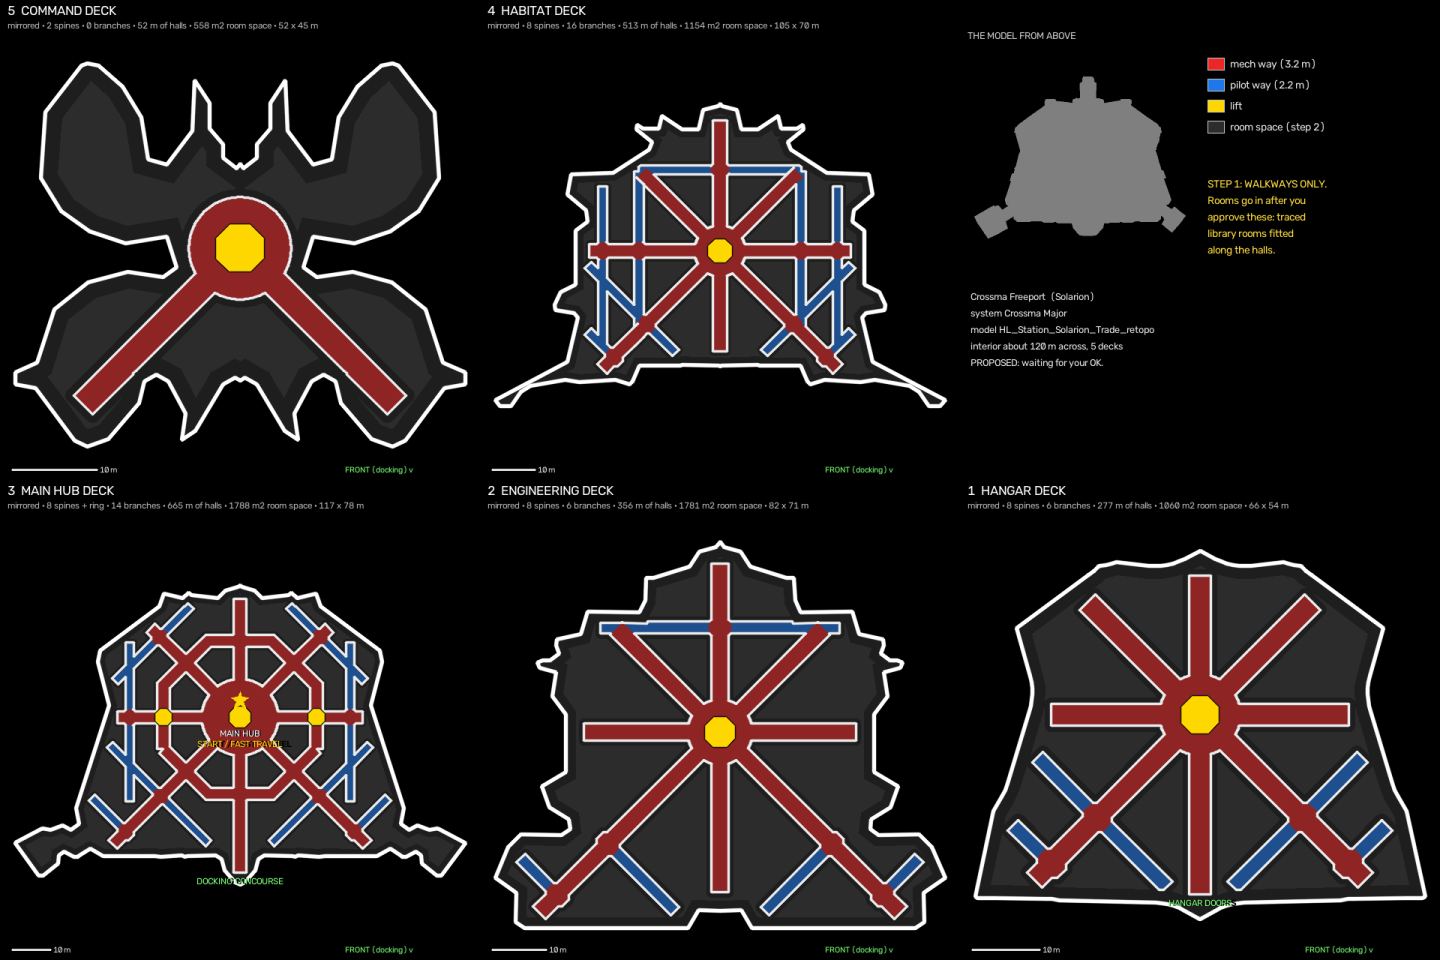 5 COMMAND DECK
mirrored • 2 spines • 0 branches • 52 m of halls • 558 m2 room space • 52 x 45 m
10 m
FRONT (docking) v
4 HABITAT DECK
mirrored • 8 spines • 16 branches • 513 m of halls • 1154 m2 room space • 105 x 70 m
10 m
FRONT (docking) v
THE MODEL FROM ABOVE
mech way (3.2 m)
pilot way (2.2 m)
lift
room space (step 2)
STEP 1: WALKWAYS ONLY.
Rooms go in after you
approve these: traced
library rooms fitted
along the halls.
Crossma Freeport (Solarion)
system Crossma Major
model HL_Station_Solarion_Trade_retopo
interior about 120 m across, 5 decks
PROPOSED: waiting for your OK.
3 MAIN HUB DECK
mirrored • 8 spines + ring • 14 branches • 665 m of halls • 1788 m2 room space • 117 x 78 m
MAIN HUB
START / FAST TRAVEL
DOCKING CONCOURSE
10 m
FRONT (docking) v
2 ENGINEERING DECK
mirrored • 8 spines • 6 branches • 356 m of halls • 1781 m2 room space • 82 x 71 m
10 m
FRONT (docking) v
1 HANGAR DECK
mirrored • 8 spines • 6 branches • 277 m of halls • 1060 m2 room space • 66 x 54 m
HANGAR DOORS
10 m
FRONT (docking) v